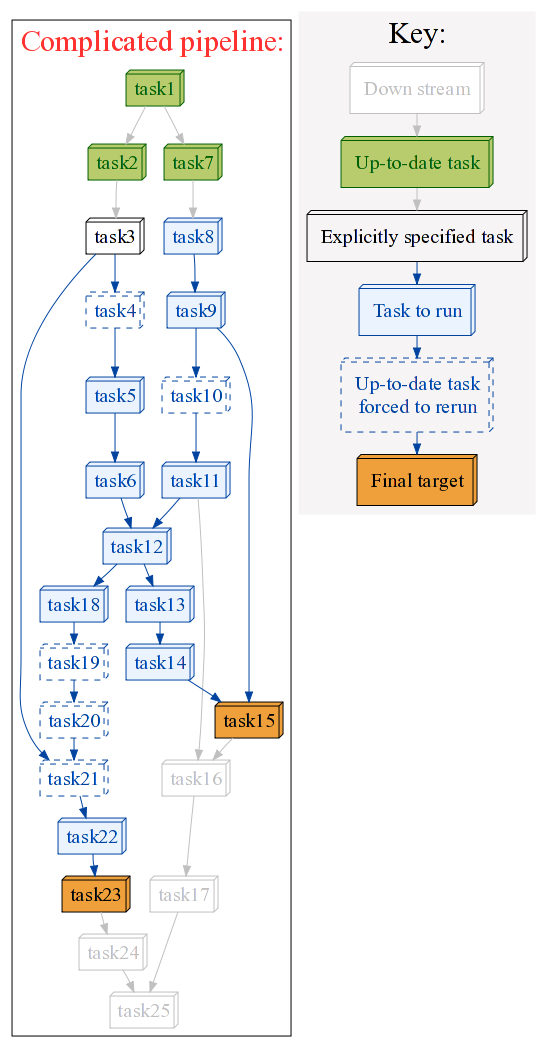 Complicated pipeline:
task1
task2
task7
task3
task8
task4
task9
task5
task10
task6
task11
task12
task18
task13
task19
task14
task20
task15
task21
task16
task22
task23
task17
task24
task25
Key:
Down stream
Up-to-date task
Explicitly specified task
Task to run
Up-to-date task
forced to rerun
Final target